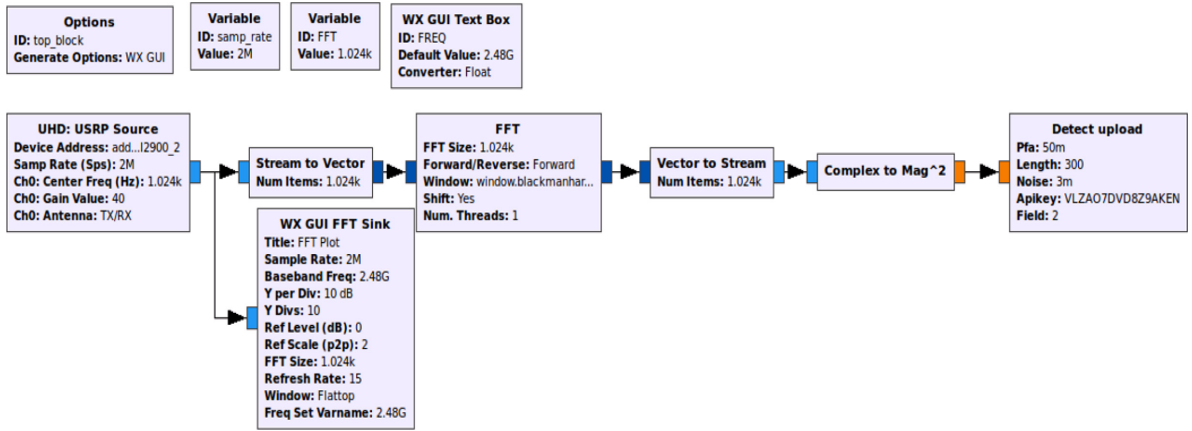 Options
ID: top_block
Generate Options: WX GUI
Variable
ID: samp_rate
Value: 2M
Variable
ID: FFT
Value: 1.024k
WX GUI Text Box
ID: FREQ
Default Value: 2.48G
Converter: Float
UHD: USRP Source
Device Address: add...I2900_2
Samp Rate (Sps): 2M
Ch0: Center Freq (Hz): 1.024k
Ch0: Gain Value: 40
Ch0: Antenna: TX/RX
Stream to Vector
Num Items: 1.024k
FFT
FFT Size: 1.024k
Forward/Reverse: Forward
Window: window.blackmanhar...
Shift: Yes
Num. Threads: 1
Vector to Stream
Num Items: 1.024k
Complex to Mag^2
Detect upload
Pfa: 50m
Length: 300
Noise: 3m
Apikey: VLZAO7DVD8Z9AKEN
Field: 2
WX GUI FFT Sink
Title: FFT Plot
Sample Rate: 2M
Baseband Freq: 2.48G
Y per Div: 10 dB
Y Divs: 10
Ref Level (dB): 0
Ref Scale (p2p): 2
FFT Size: 1.024k
Refresh Rate: 15
Window: Flattop
Freq Set Varname: 2.48G